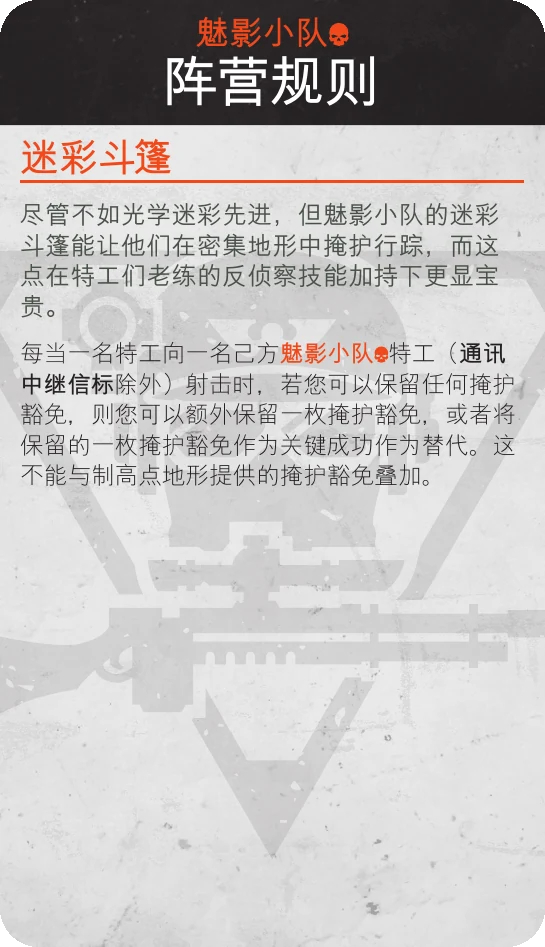 魅影小队
阵营规则
迷彩斗篷
尽管不如光学迷彩先进，但魅影小队的迷彩
斗篷能让他们在密集地形中掩护行踪，而这
点在特工们老练的反侦察技能加持下更显宝
贵。
每当一名特工向一名己方魅影小队特工（通讯
中继信标除外）射击时，若您可以保留任何掩护
豁免，则您可以额外保留一枚掩护豁免，或者将
保留的一枚掩护豁免作为关键成功作为替代。这
不能与制高点地形提供的掩护豁免叠加。